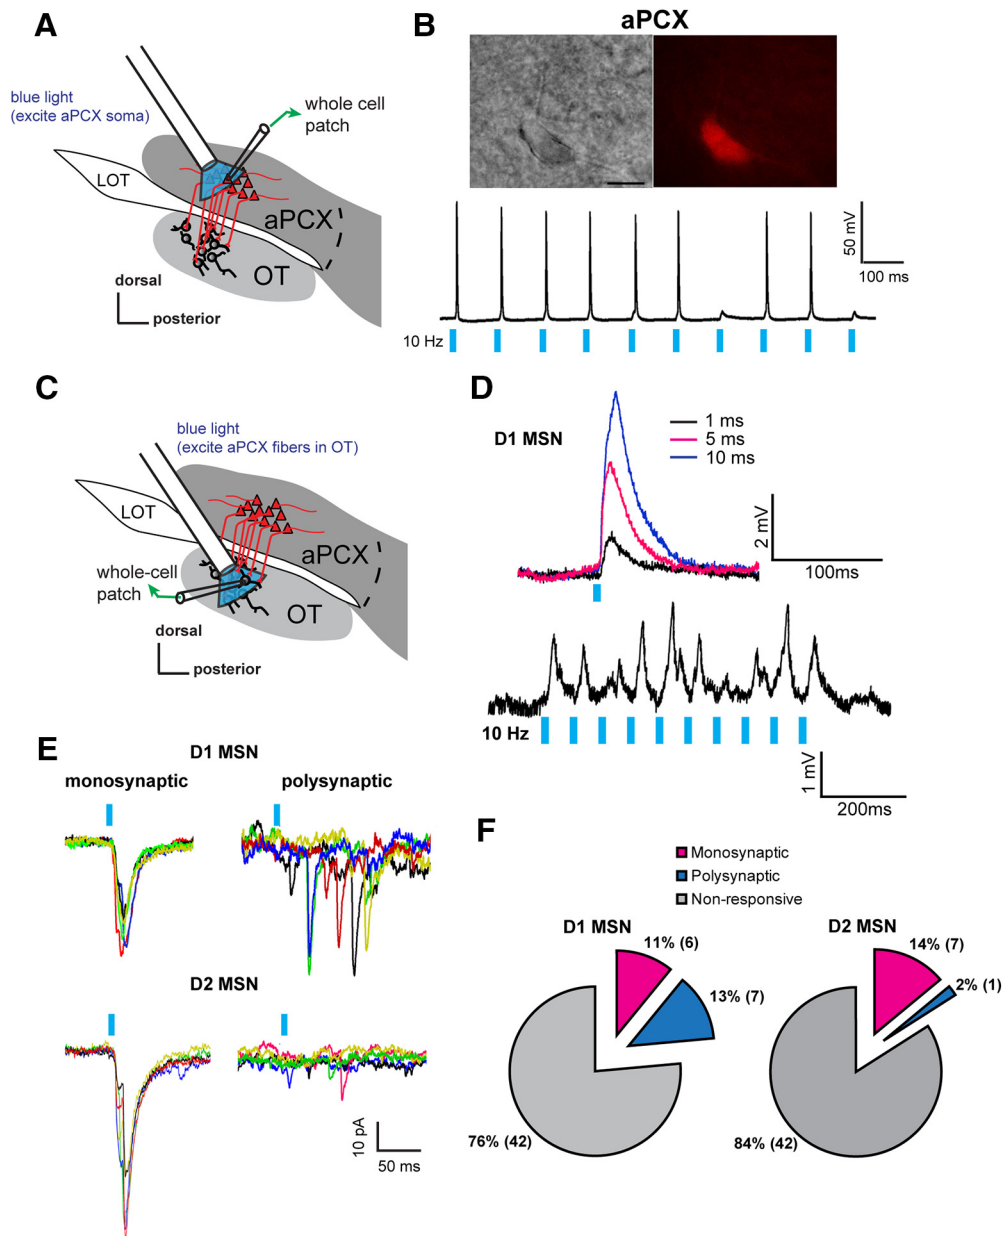 A
blue light
(excite aPCX soma)
whole cell
patch
LOT
aPCX
OT
dorsal
posterior
B
aPCX
50 mV
100 ms
10 Hz
C
blue light
(excite aPCX fibers in OT)
LOT
aPCX
whole-cell
patch
OT
dorsal
posterior
D
D1 MSN
1 ms
5 ms
10 ms
2 mV
100ms
10 Hz
1 mV
200ms
E
D1 MSN
monosynaptic
polysynaptic
D2 MSN
10 pA
50 ms
F
Monosynaptic
Polysynaptic
Non-responsive
D1 MSN
11% (6)
13% (7)
76% (42)
D2 MSN
14% (7)
2% (1)
84% (42)